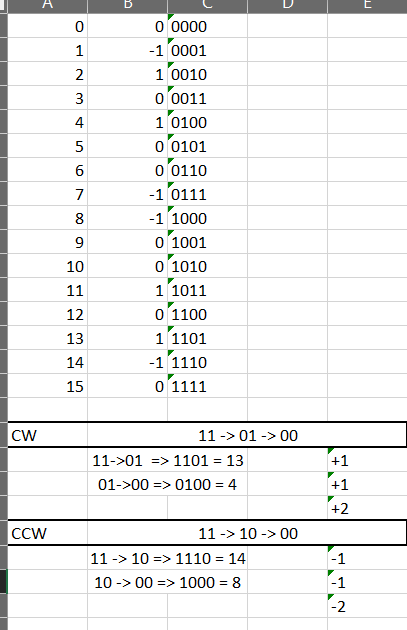 A B C D E
0 0 0000
1 -1 0001
2 1 0010
3 0 0011
4 1 0100
5 0 0101
6 0 0110
7 -1 0111
8 -1 1000
9 0 1001
10 0 1010
11 1 1011
12 0 1100
13 1 1101
14 -1 1110
15 0 1111
CW 11 -> 01 -> 00
11->01 => 1101 = 13 +1
01->00 => 0100 = 4 +1
+2
CCW 11 -> 10 -> 00
11 -> 10 => 1110 = 14 -1
10 -> 00 => 1000 = 8 -1
-2